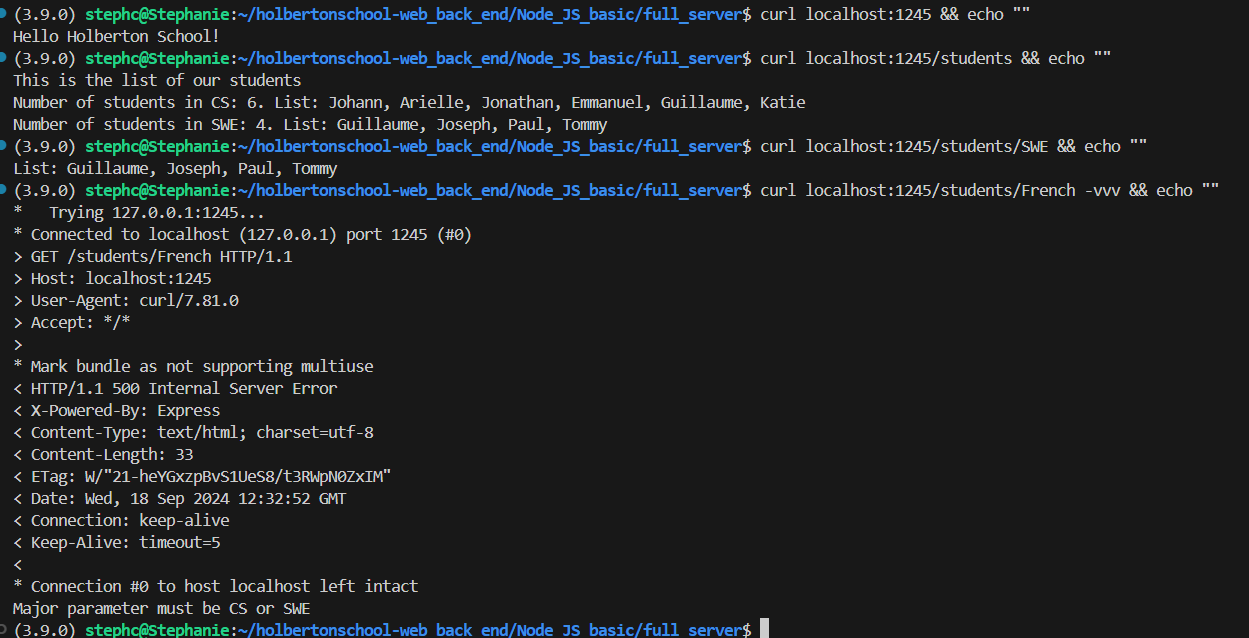 (3.9.0) stephc@Stephanie:~/holbertonschool-web_back_end/Node_JS_basic/full_server$ curl localhost:1245 && echo ""
Hello Holberton School!
(3.9.0) stephc@Stephanie:~/holbertonschool-web_back_end/Node_JS_basic/full_server$ curl localhost:1245/students && echo ""
This is the list of our students
Number of students in CS: 6. List: Johann, Arielle, Jonathan, Emmanuel, Guillaume, Katie
Number of students in SWE: 4. List: Guillaume, Joseph, Paul, Tommy
(3.9.0) stephc@Stephanie:~/holbertonschool-web_back_end/Node_JS_basic/full_server$ curl localhost:1245/students/SWE && echo ""
List: Guillaume, Joseph, Paul, Tommy
(3.9.0) stephc@Stephanie:~/holbertonschool-web_back_end/Node_JS_basic/full_server$ curl localhost:1245/students/French -vvv && echo ""
*   Trying 127.0.0.1:1245...
* Connected to localhost (127.0.0.1) port 1245 (#0)
> GET /students/French HTTP/1.1
> Host: localhost:1245
> User-Agent: curl/7.81.0
> Accept: */*
>
* Mark bundle as not supporting multiuse
< HTTP/1.1 500 Internal Server Error
< X-Powered-By: Express
< Content-Type: text/html; charset=utf-8
< Content-Length: 33
< ETag: W/"21-heYGxzpBvS1UeS8/t3RWpN0ZxIM"
< Date: Wed, 18 Sep 2024 12:32:52 GMT
< Connection: keep-alive
< Keep-Alive: timeout=5
<
* Connection #0 to host localhost left intact
Major parameter must be CS or SWE
(3.9.0) stephc@Stephanie:~/holbertonschool-web_back_end/Node_JS_basic/full_server$